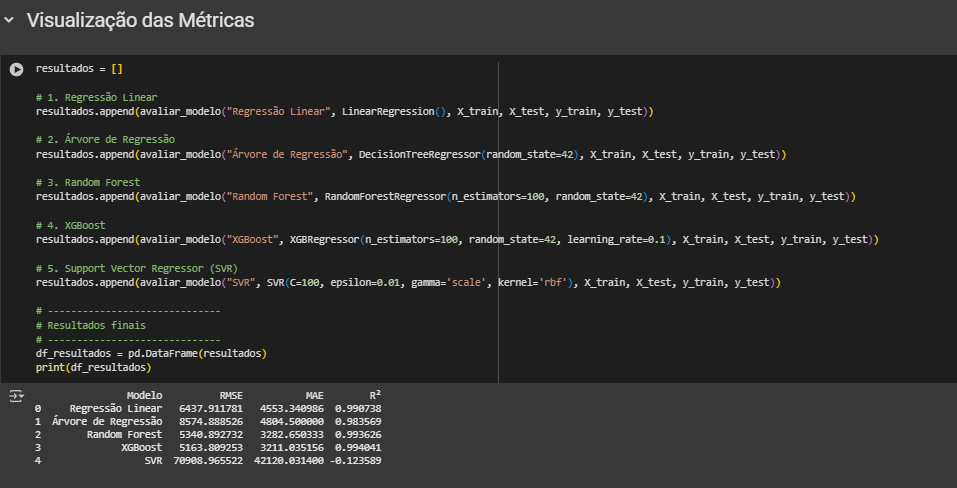 Visualização das Métricas
resultados = []
# 1. Regressão Linear
resultados.append(avaliar_modelo("Regressão Linear", LinearRegression(), X_train, X_test, y_train, y_test))
# 2. Árvore de Regressão
resultados.append(avaliar_modelo("Árvore de Regressão", DecisionTreeRegressor(random_state=42), X_train, X_test, y_train, y_test))
# 3. Random Forest
resultados.append(avaliar_modelo("Random Forest", RandomForestRegressor(n_estimators=100, random_state=42), X_train, X_test, y_train, y_test))
# 4. XGBoost
resultados.append(avaliar_modelo("XGBoost", XGBRegressor(n_estimators=100, random_state=42, learning_rate=0.1), X_train, X_test, y_train, y_test))
# 5. Support Vector Regressor (SVR)
resultados.append(avaliar_modelo("SVR", SVR(C=100, epsilon=0.01, gamma='scale', kernel='rbf'), X_train, X_test, y_train, y_test))
# ------------------------------
# Resultados finais
# ------------------------------
df_resultados = pd.DataFrame(resultados)
print(df_resultados)
Modelo RMSE MAE R²
0 Regressão Linear 6437.911781 4553.340986 0.990738
1 Árvore de Regressão 8574.888526 4804.500000 0.983569
2 Random Forest 5340.892732 3282.650333 0.993626
3 XGBoost 5163.809253 3211.035156 0.994041
4 SVR 70908.965522 42120.031400 -0.123589